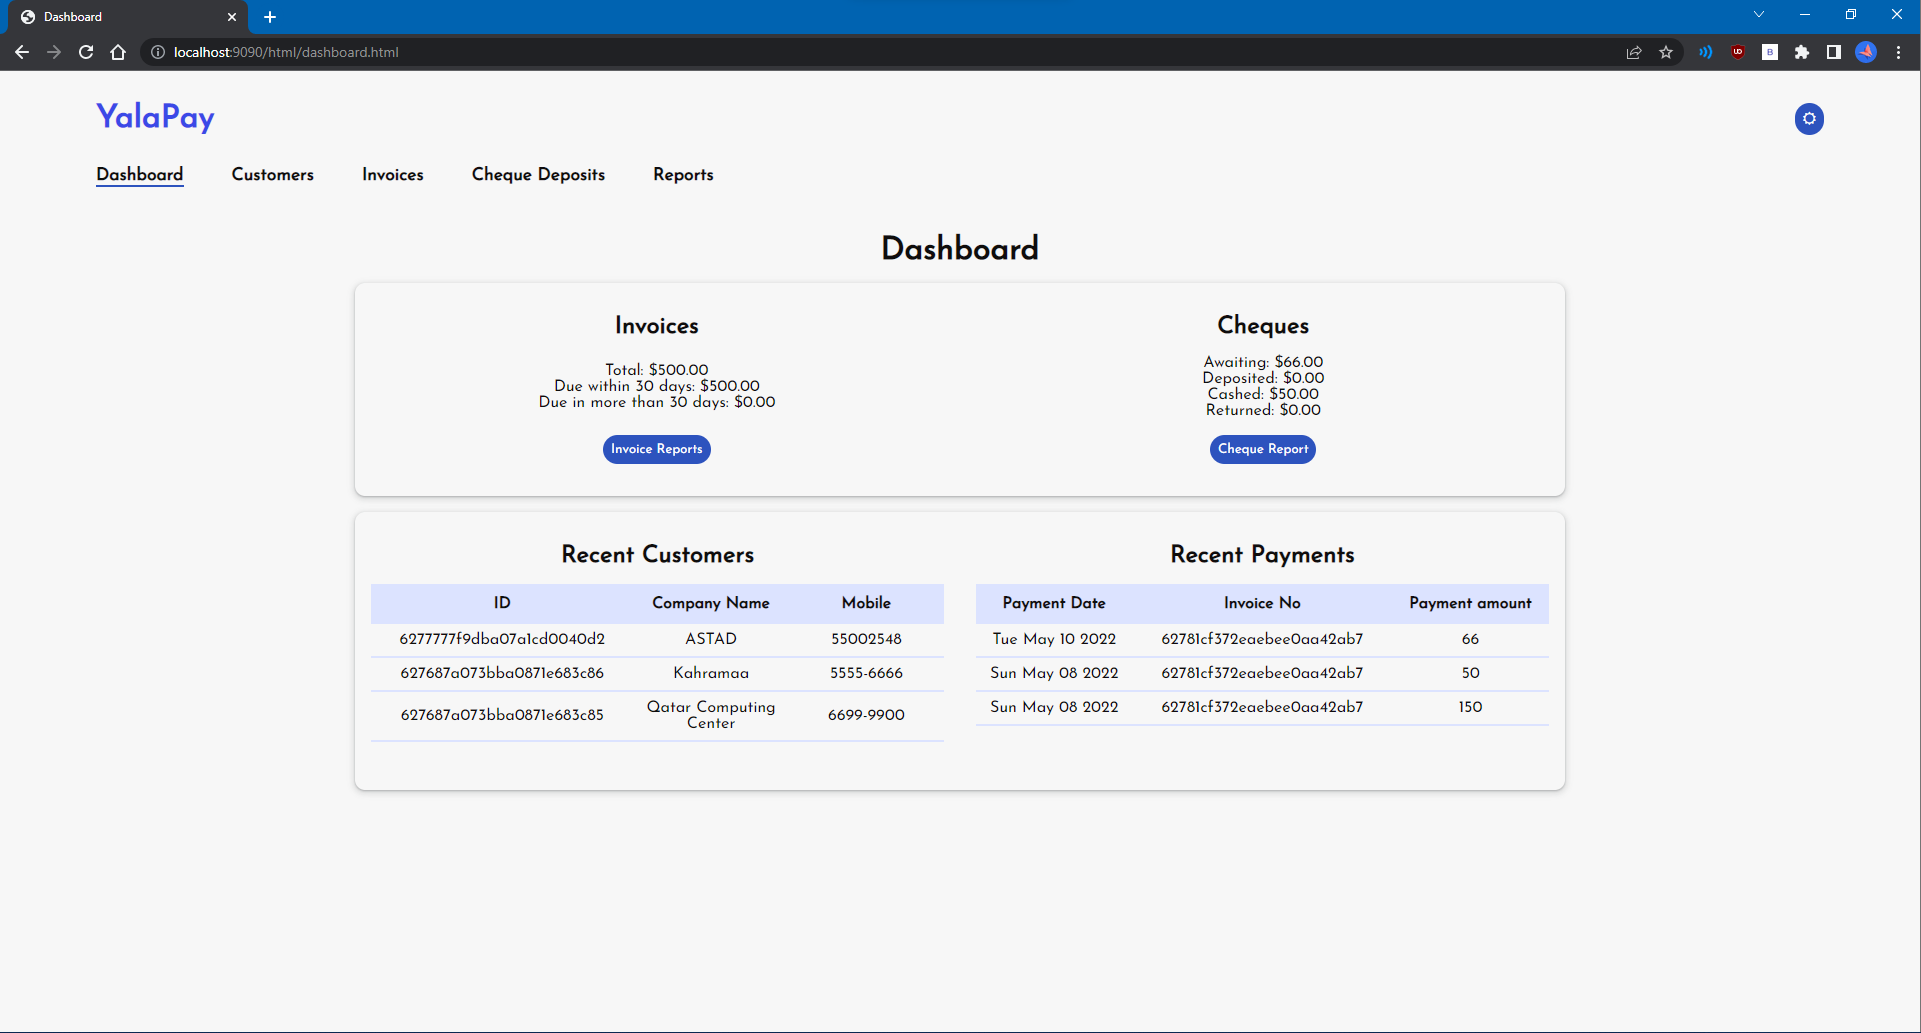 Dashboard
localhost:9090/html/dashboard.html
YalaPay
Dashboard Customers Invoices Cheque Deposits Reports
Dashboard
Invoices
Total: $500.00
Due within 30 days: $500.00
Due in more than 30 days: $0.00
Invoice Reports
Cheques
Awaiting: $66.00
Deposited: $0.00
Cashed: $50.00
Returned: $0.00
Cheque Report
Recent Customers
ID Company Name Mobile
6277777f9dba07a1cd0040d2 ASTAD 55002548
627687a073bba0871e683c86 Kahramaa 5555-6666
627687a073bba0871e683c85 Qatar Computing Center 6699-9900
Recent Payments
Payment Date Invoice No Payment amount
Tue May 10 2022 62781cf372eaebee0aa42ab7 66
Sun May 08 2022 62781cf372eaebee0aa42ab7 50
Sun May 08 2022 62781cf372eaebee0aa42ab7 150